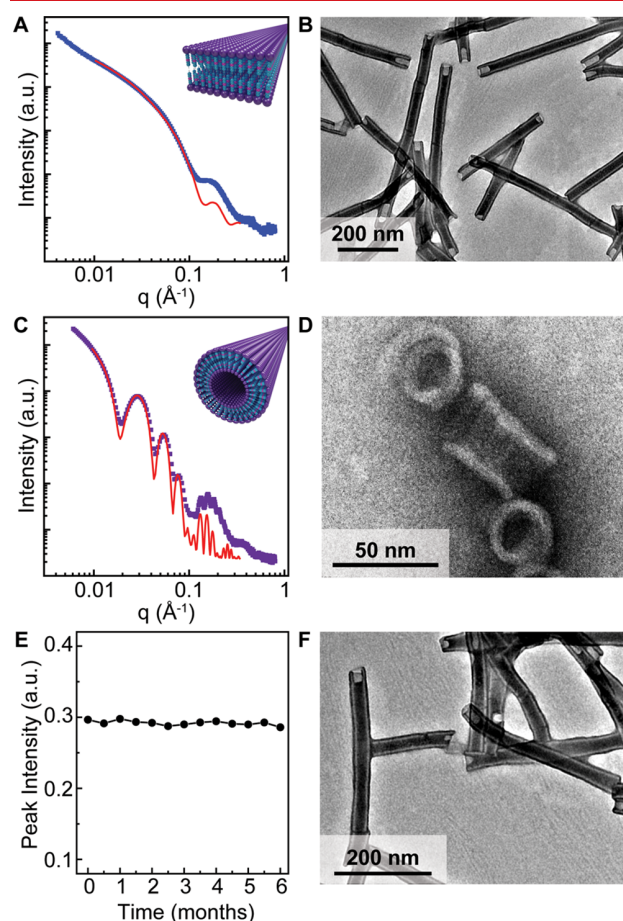 A
Intensity (a.u.)
0.01 0.1 1
q (Å⁻¹)
B
200 nm
C
Intensity (a.u.)
0.01 0.1 1
q (Å⁻¹)
D
50 nm
E
Peak Intensity (a.u.)
0.4
0.3
0.2
0.1
0 1 2 3 4 5 6
Time (months)
F
200 nm